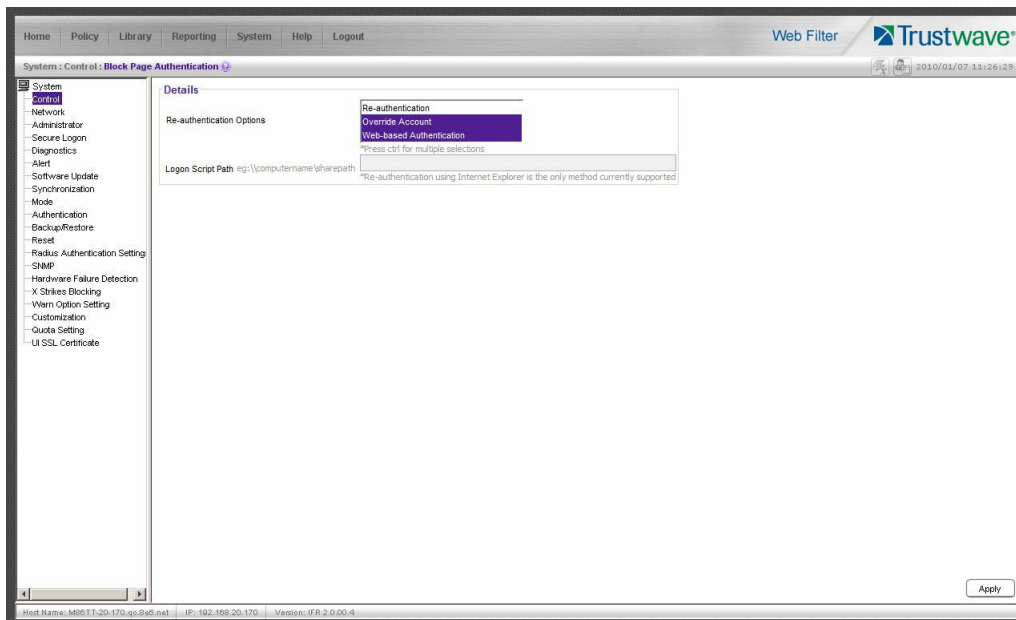 Home Policy Library Reporting System Help Logout
Web Filter
Trustwave®
System : Control : Block Page Authentication
2010/01/07 11:26:29
System
Control
Network
Administrator
Secure Logon
Diagnostics
Alert
Software Update
Synchronization
Mode
Authentication
Backup/Restore
Reset
Radius Authentication Setting
SNMP
Hardware Failure Detection
X Strikes Blocking
Warn Option Setting
Customization
Quota Setting
UI SSL Certificate
Details
Re-authentication Options
Re-authentication
Override Account
Web-based Authentication
*Press ctrl for multiple selections
Logon Script Path eg:\\computername\sharepath
*Re-authentication using Internet Explorer is the only method currently supported
Apply
Host Name: M86TT-20-170.qc.8e6.net IP: 192.168.20.170 Version: IFR 2.0.00.4